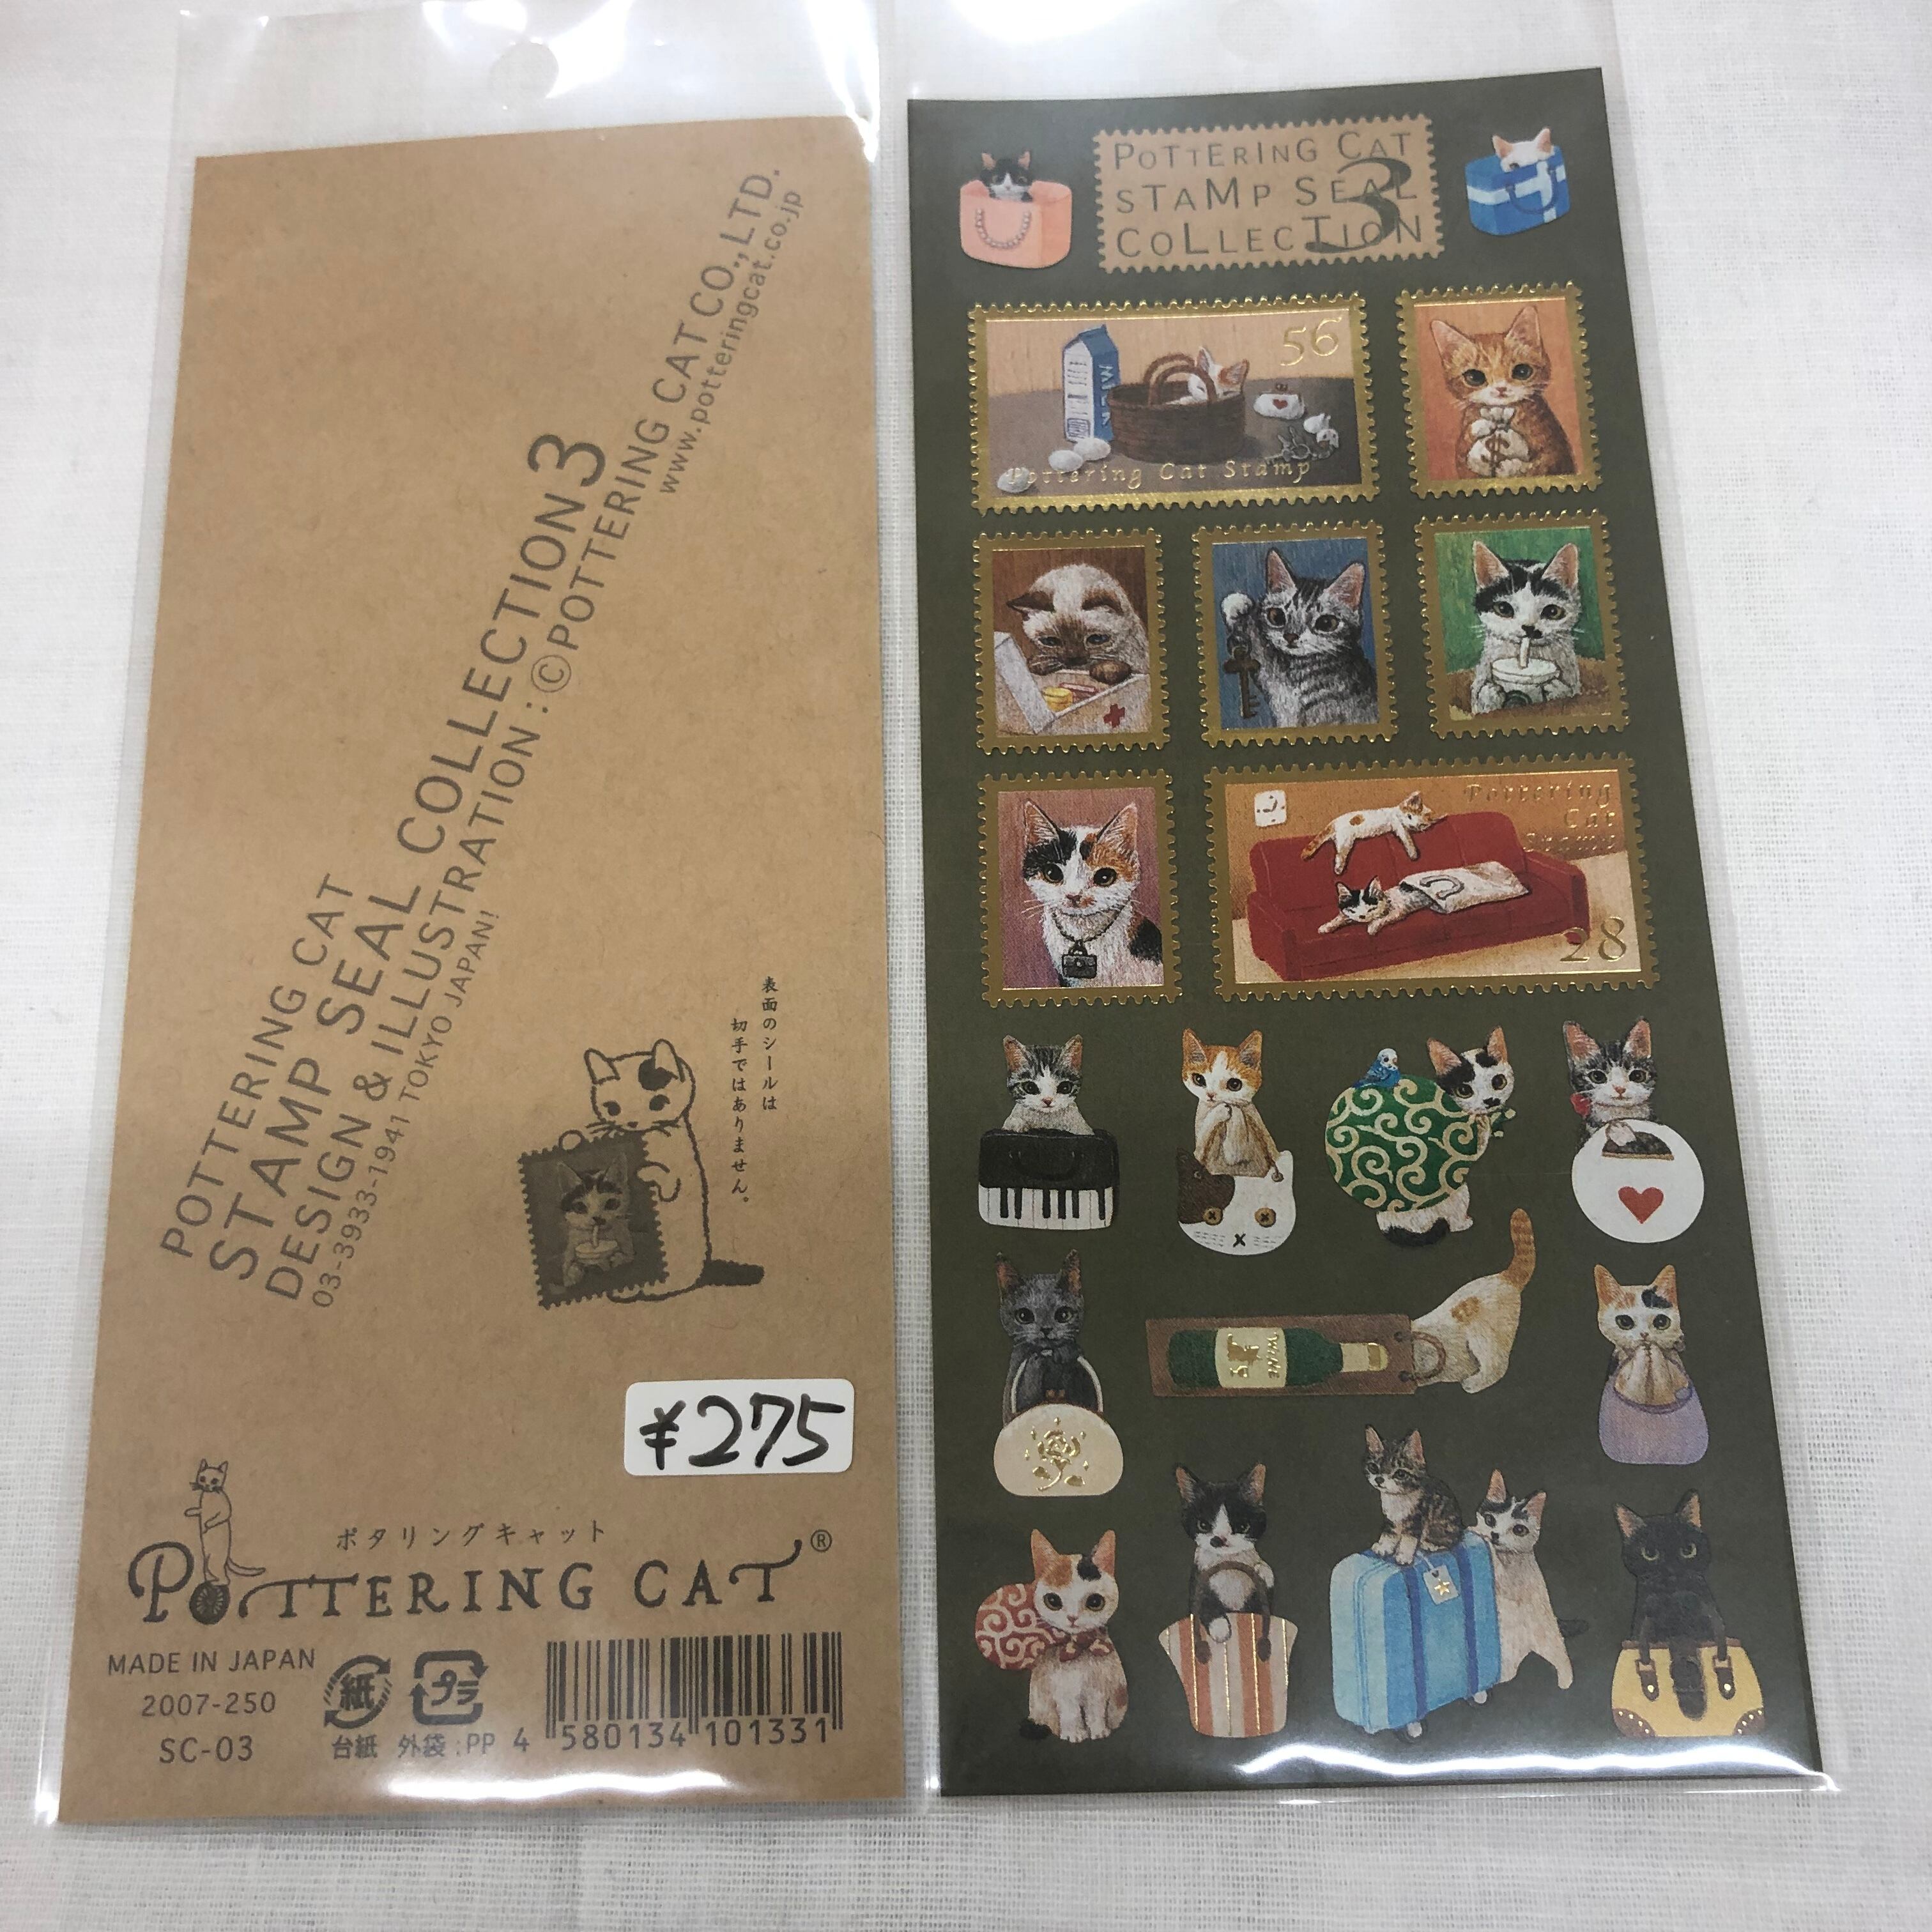 POTTERING CAT
STAMP SEAL COLLECTION 3
DESIGN & ILLUSTRATION : ©POTTERING CAT CO., LTD.
03-3933-1941 TOKYO JAPAN!
www.potteringcat.co.jp
表面のシールは
切手ではありません。
¥275
ポタリングキャット
POTTERING CAT®
MADE IN JAPAN
2007-250
SC-03
紙
プラ
台紙 外袋:PP
4 580134 101331
POTTERING CAT
STAMP SEAL
COLLECTION
3
56
MILK
Pottering Cat Stamp
Pottering
Cat
Stamp
28